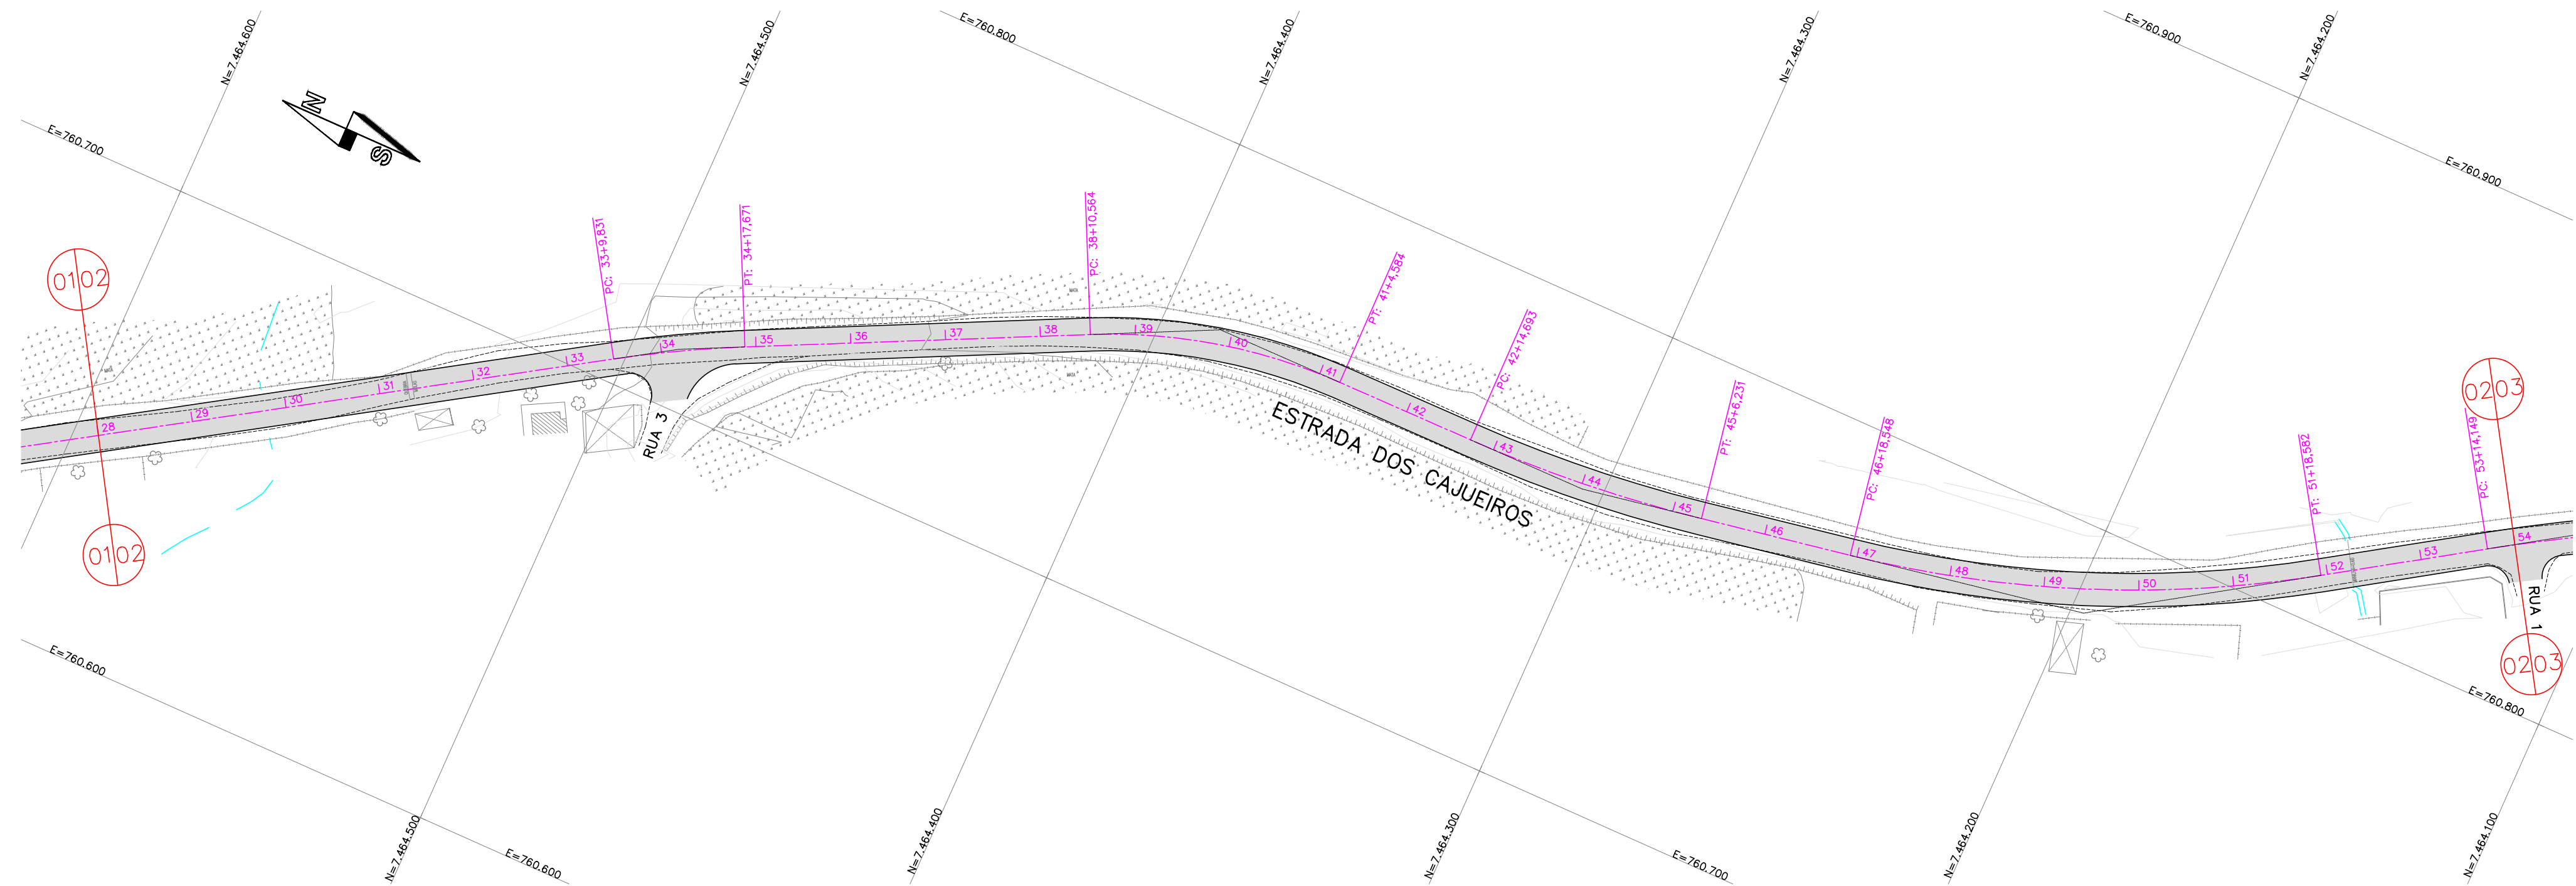 N=7.464.600
N=7.464.500
E=760.800
N=7.464.400
N=7.464.300
E=760.900
N=7.464.200
N
S
E=760.700
E=760.900
PC: 33+9,831
PT: 34+17,671
PC: 38+10,564
PT: 41+4,584
PC: 42+14,693
PT: 45+6,231
PC: 46+18,548
PT: 51+18,582
PC: 53+14,149
0102
0203
28
29
30
31
32
33
34
35
36
37
38
39
40
41
42
43
44
45
46
47
48
49
50
51
52
53
54
RUA 3
ESTRADA DOS CAJUEIROS
RUA 1
0102
0203
E=760.600
E=760.800
N=7.464.500
E=760.600
N=7.464.400
N=7.464.300
E=760.700
N=7.464.200
N=7.464.100